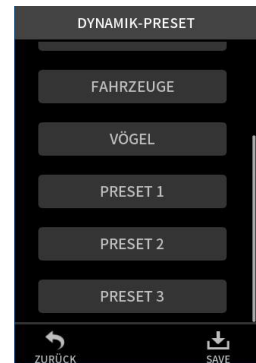 DYNAMIK-PRESET
FAHRZEUGE
VÖGEL
PRESET 1
PRESET 2
PRESET 3
ZURÜCK SAVE